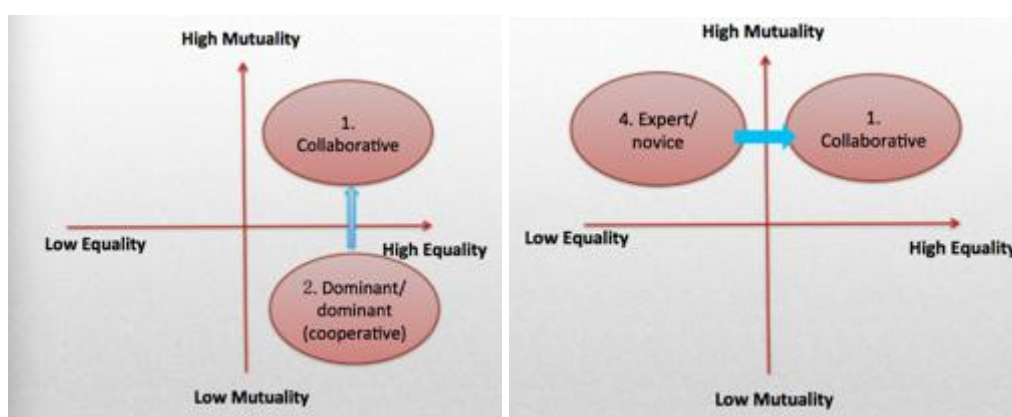 High Mutuality
1.
Collaborative
Low Equality
High Equality
2. Dominant/
dominant
(cooperative)
Low Mutuality
High Mutuality
4. Expert/
novice
1.
Collaborative
Low Equality
High Equality
Low Mutuality